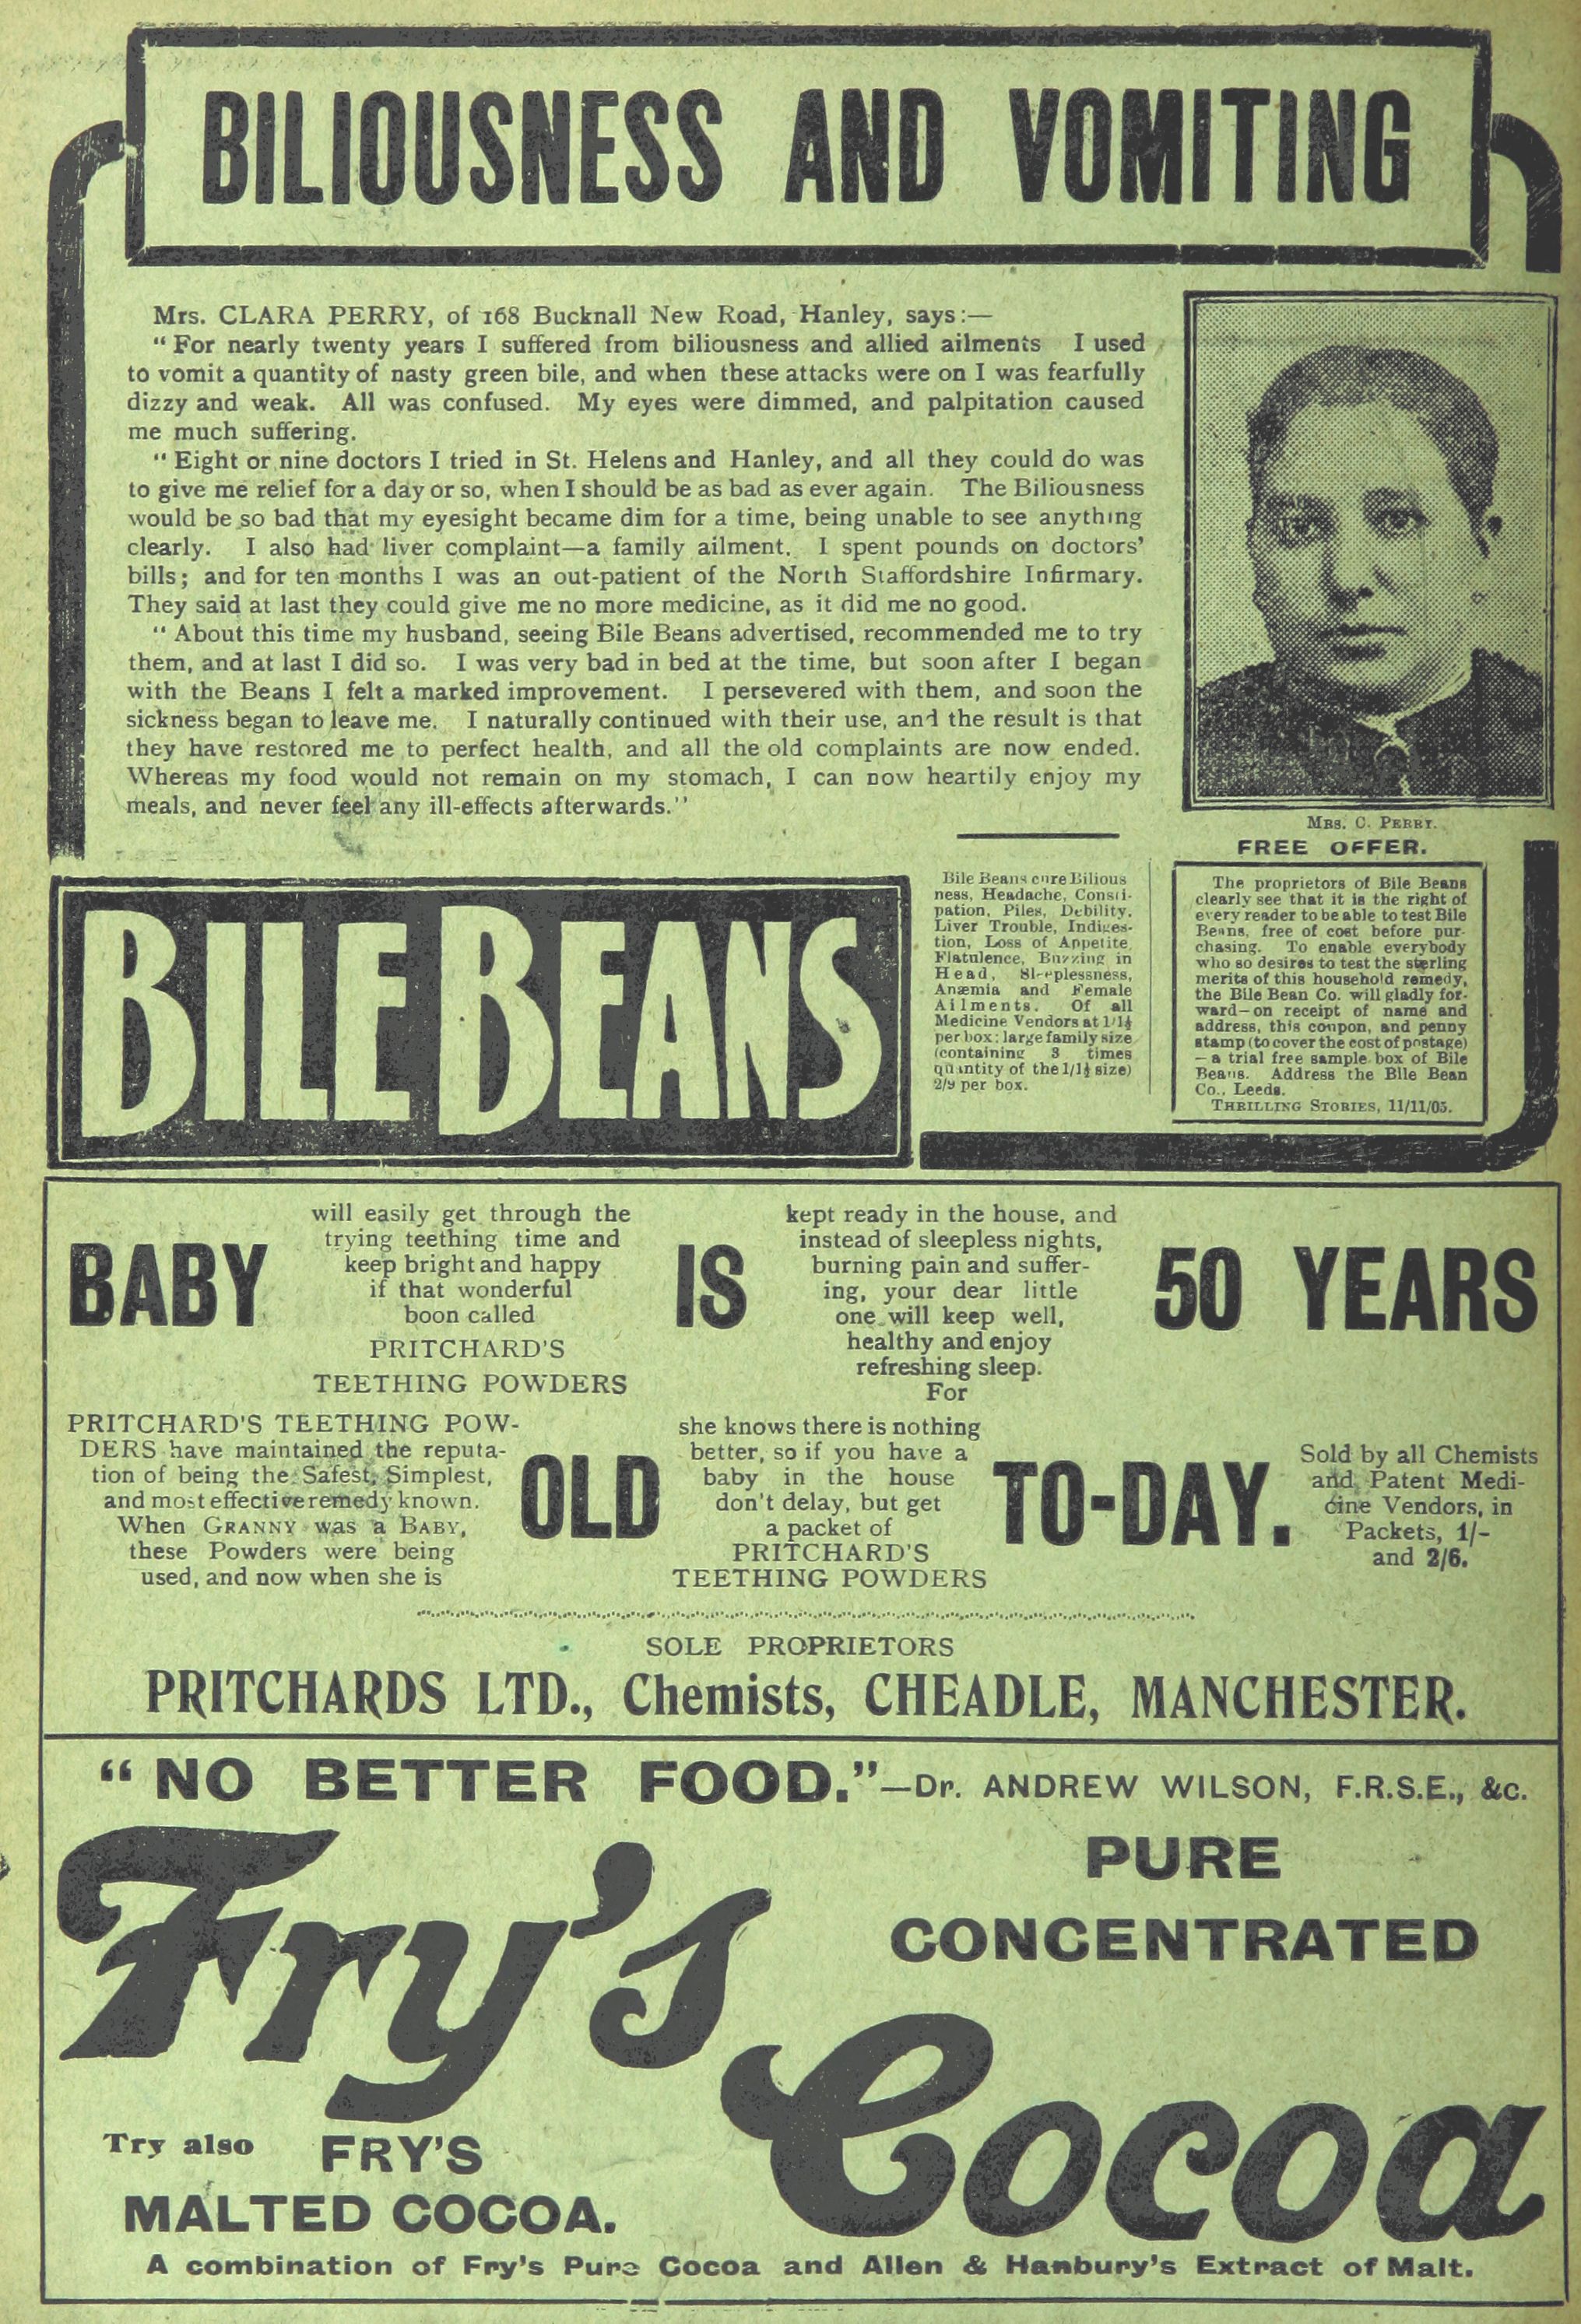 BILIOUSNESS AND VOMITING
Mrs. CLARA PERRY, of 168 Bucknall New Road, Hanley, says:—
“For nearly twenty years I suffered from biliousness and allied ailments I used
to vomit a quantity of nasty green bile, and when these attacks were on I was fearfully
dizzy and weak. All was confused. My eyes were dimmed, and palpitation caused
me much suffering.
“Eight or nine doctors I tried in St. Helens and Hanley, and all they could do was
to give me relief for a day or so, when I should be as bad as ever again. The Biliousness
would be so bad that my eyesight became dim for a time, being unable to see anything
clearly. I also had liver complaint—a family ailment. I spent pounds on doctors’
bills; and for ten months I was an out-patient of the North Staffordshire Infirmary.
They said at last they could give me no more medicine, as it did me no good.
“About this time my husband, seeing Bile Beans advertised, recommended me to try
them, and at last I did so. I was very bad in bed at the time, but soon after I began
with the Beans I felt a marked improvement. I persevered with them, and soon the
sickness began to leave me. I naturally continued with their use, and the result is that
they have restored me to perfect health, and all the old complaints are now ended.
Whereas my food would not remain on my stomach, I can now heartily enjoy my
meals, and never feel any ill-effects afterwards.”
MRS. C. PERRY.
BILE BEANS
Bile Beans cure Bilious
ness, Headache, Consti-
pation, Piles, Debility,
Liver Trouble, Indiges-
tion, Loss of Appetite,
Flatulence, Buzzing in
Head, Sleeplessness,
Anæmia and Female
Ailments. Of all
Medicine Vendors at 1/1½
per box; large family size
(containing 3 times
quantity of the 1/1½ size)
2/9 per box.
FREE OFFER.
The proprietors of Bile Beans
clearly see that it is the right of
every reader to be able to test Bile
Beans, free of cost before pur-
chasing. To enable everybody
who so desires to test the sterling
merits of this household remedy,
the Bile Bean Co. will gladly for-
ward—on receipt of name and
address, this coupon, and penny
stamp (to cover the cost of postage)
—a trial free sample box of Bile
Beans. Address the Bile Bean
Co., Leeds.
THRILLING STORIES, 11/11/05.
BABY
will easily get through the
trying teething time and
keep bright and happy
if that wonderful
boon called
PRITCHARD'S
TEETHING POWDERS
IS
kept ready in the house, and
instead of sleepless nights,
burning pain and suffer-
ing, your dear little
one will keep well,
healthy and enjoy
refreshing sleep.
For
50 YEARS
PRITCHARD'S TEETHING POW-
DERS have maintained the reputa-
tion of being the Safest, Simplest,
and most effective remedy known.
When GRANNY was a BABY,
these Powders were being
used, and now when she is
OLD
she knows there is nothing
better, so if you have a
baby in the house
don't delay, but get
a packet of
PRITCHARD'S
TEETHING POWDERS
TO-DAY.
Sold by all Chemists
and Patent Medi-
cine Vendors, in
Packets, 1/-
and 2/6.
SOLE PROPRIETORS
PRITCHARDS LTD., Chemists, CHEADLE, MANCHESTER.
“NO BETTER FOOD.”—Dr. ANDREW WILSON, F.R.S.E., &c.
Fry's
PURE
CONCENTRATED
Cocoa
Try also FRY'S
MALTED COCOA.
A combination of Fry's Pure Cocoa and Allen & Hanbury's Extract of Malt.